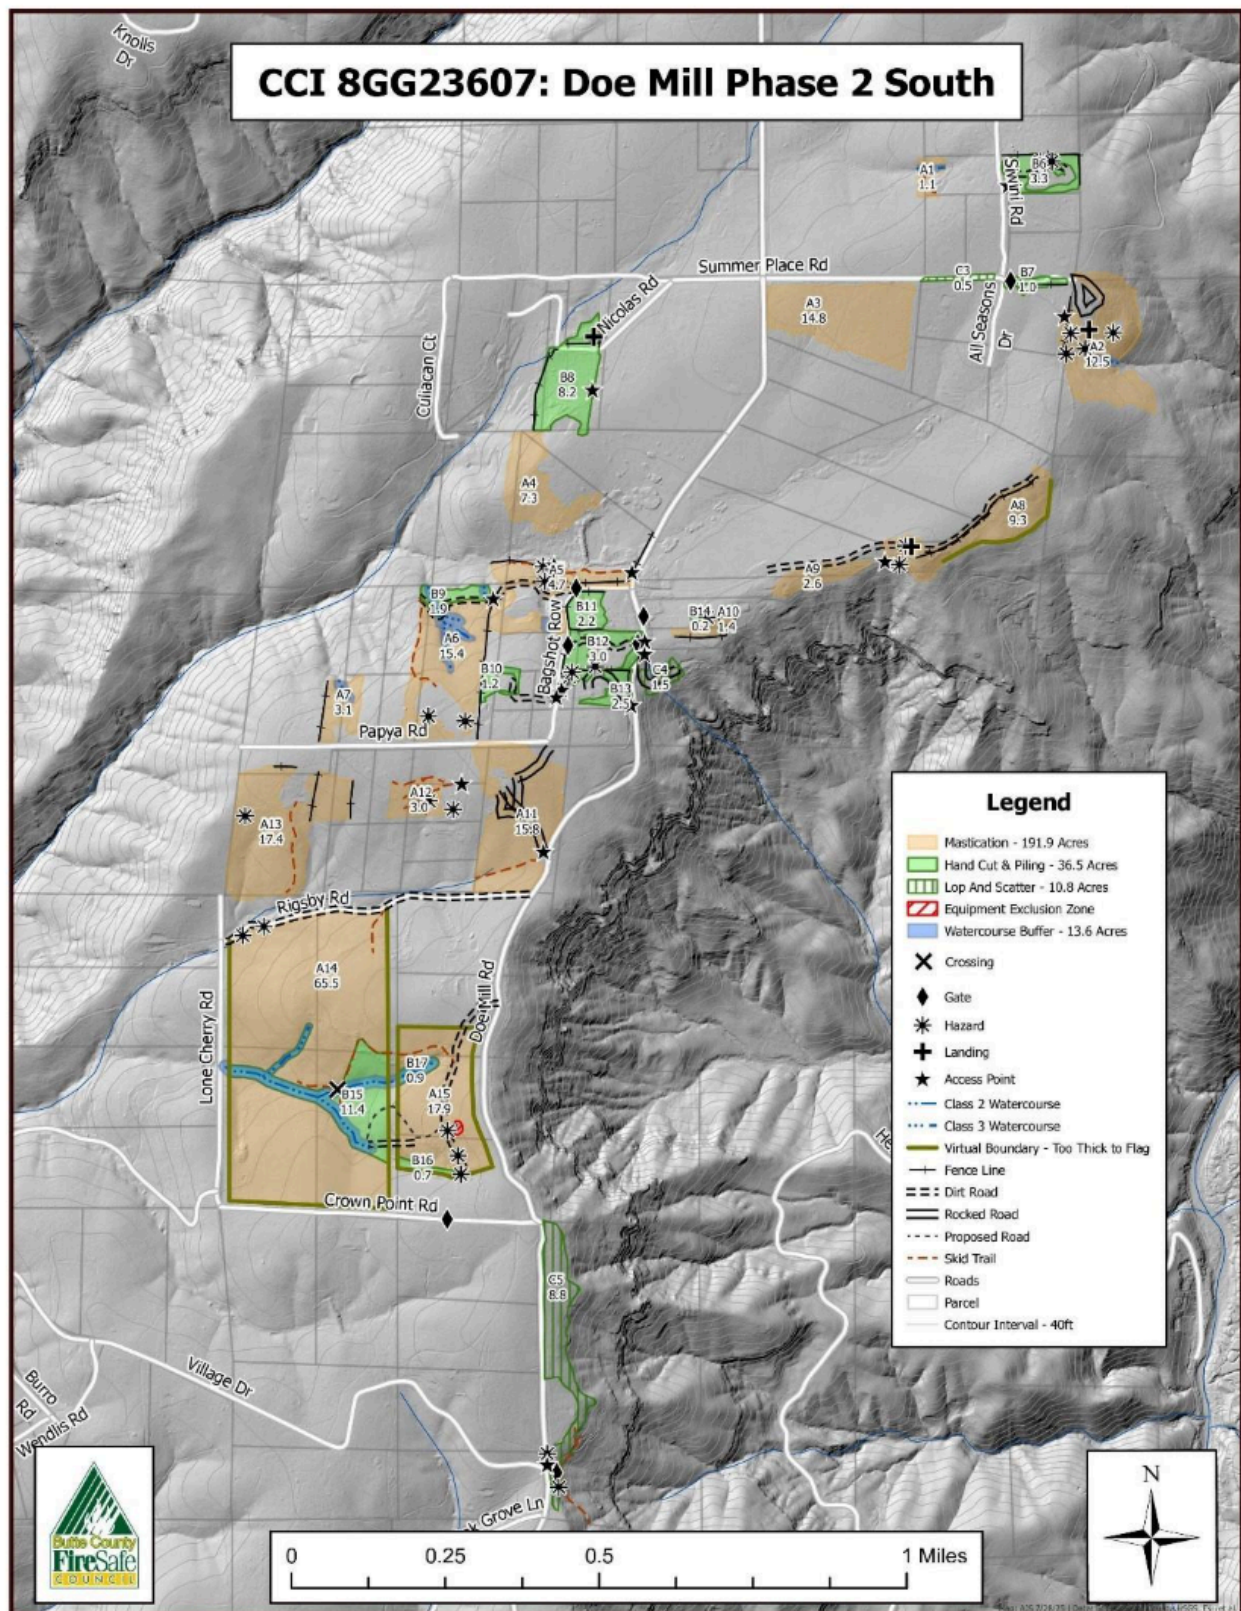 Knolls
Dr
CCI 8GG23607: Doe Mill Phase 2 South
A1
1.1
Siwini Rd
B6
3.3
Summer Place Rd
C3
0.5
B7
1.0
Nicolas Rd
A3
14.8
All Seasons
Dr
A2
12.5
Culiacan Ct
B8
8.2
A4
7.3
A8
9.3
A5
4.7
A9
2.6
B9
1.9
B11
2.2
B14
0.2
A10
1.4
A6
15.4
Bagshot Row
B12
3.0
B10
1.2
C4
1.5
A7
3.1
B13
2.5
Papya Rd
A12
3.0
A13
17.4
A11
15.8
Rigsby Rd
A14
65.5
Doe Mill Rd
Lone Cherry Rd
B17
0.9
B15
11.4
A15
17.9
B16
0.7
Crown Point Rd
C5
8.8
Village Dr
Burro
Rd
Wendlis Rd
Grove Ln
Legend
Mastication - 191.9 Acres
Hand Cut & Piling - 36.5 Acres
Lop And Scatter - 10.8 Acres
Equipment Exclusion Zone
Watercourse Buffer - 13.6 Acres
Crossing
Gate
Hazard
Landing
Access Point
Class 2 Watercourse
Class 3 Watercourse
Virtual Boundary - Too Thick to Flag
Fence Line
Dirt Road
Rocked Road
Proposed Road
Skid Trail
Roads
Parcel
Contour Interval - 40ft
Butte County
FireSafe
COUNCIL
0 0.25 0.5 1 Miles
N